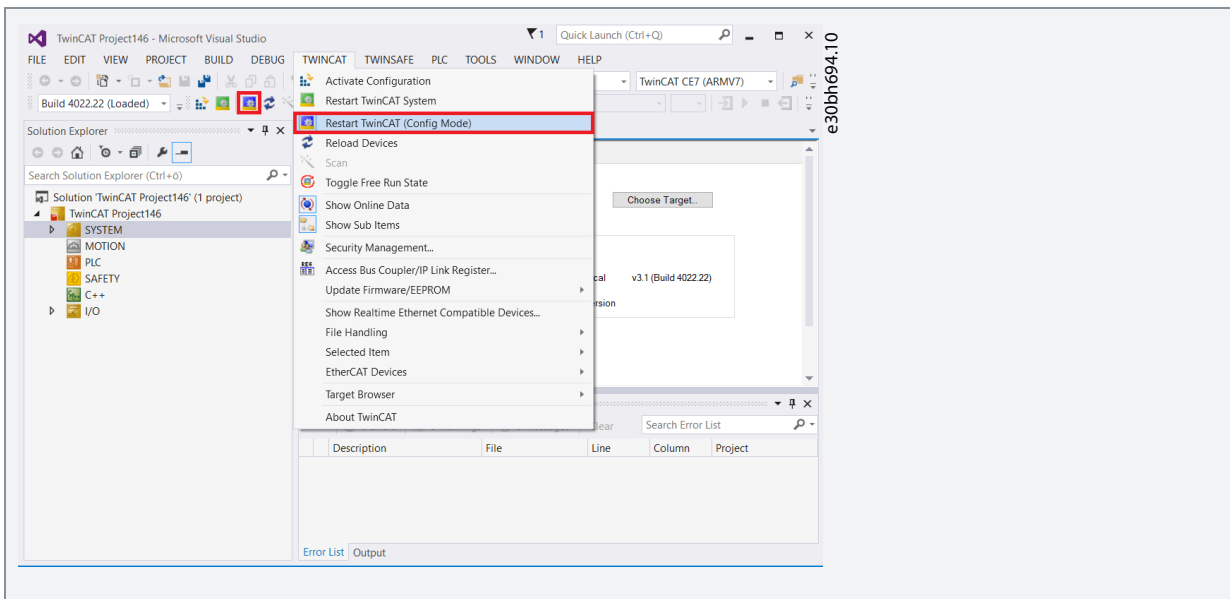 TwinCAT Project146 - Microsoft Visual Studio
1
Quick Launch (Ctrl+Q)
FILE EDIT VIEW PROJECT BUILD DEBUG TWINCAT TWINSAFE PLC TOOLS WINDOW HELP
TwinCAT CE7 (ARMV7)
Build 4022.22 (Loaded)
Activate Configuration
Restart TwinCAT System
Restart TwinCAT (Config Mode)
Reload Devices
Scan
Toggle Free Run State
Show Online Data
Show Sub Items
Security Management...
Access Bus Coupler/IP Link Register...
Update Firmware/EEPROM
Show Realtime Ethernet Compatible Devices...
File Handling
Selected Item
EtherCAT Devices
Target Browser
About TwinCAT
Solution Explorer
Search Solution Explorer (Ctrl+ö)
Solution 'TwinCAT Project146' (1 project)
TwinCAT Project146
SYSTEM
MOTION
PLC
SAFETY
C++
I/O
Choose Target...
cal v3.1 (Build 4022.22)
ersion
Clear
Search Error List
Description File Line Column Project
Error List Output
e30bh694.10